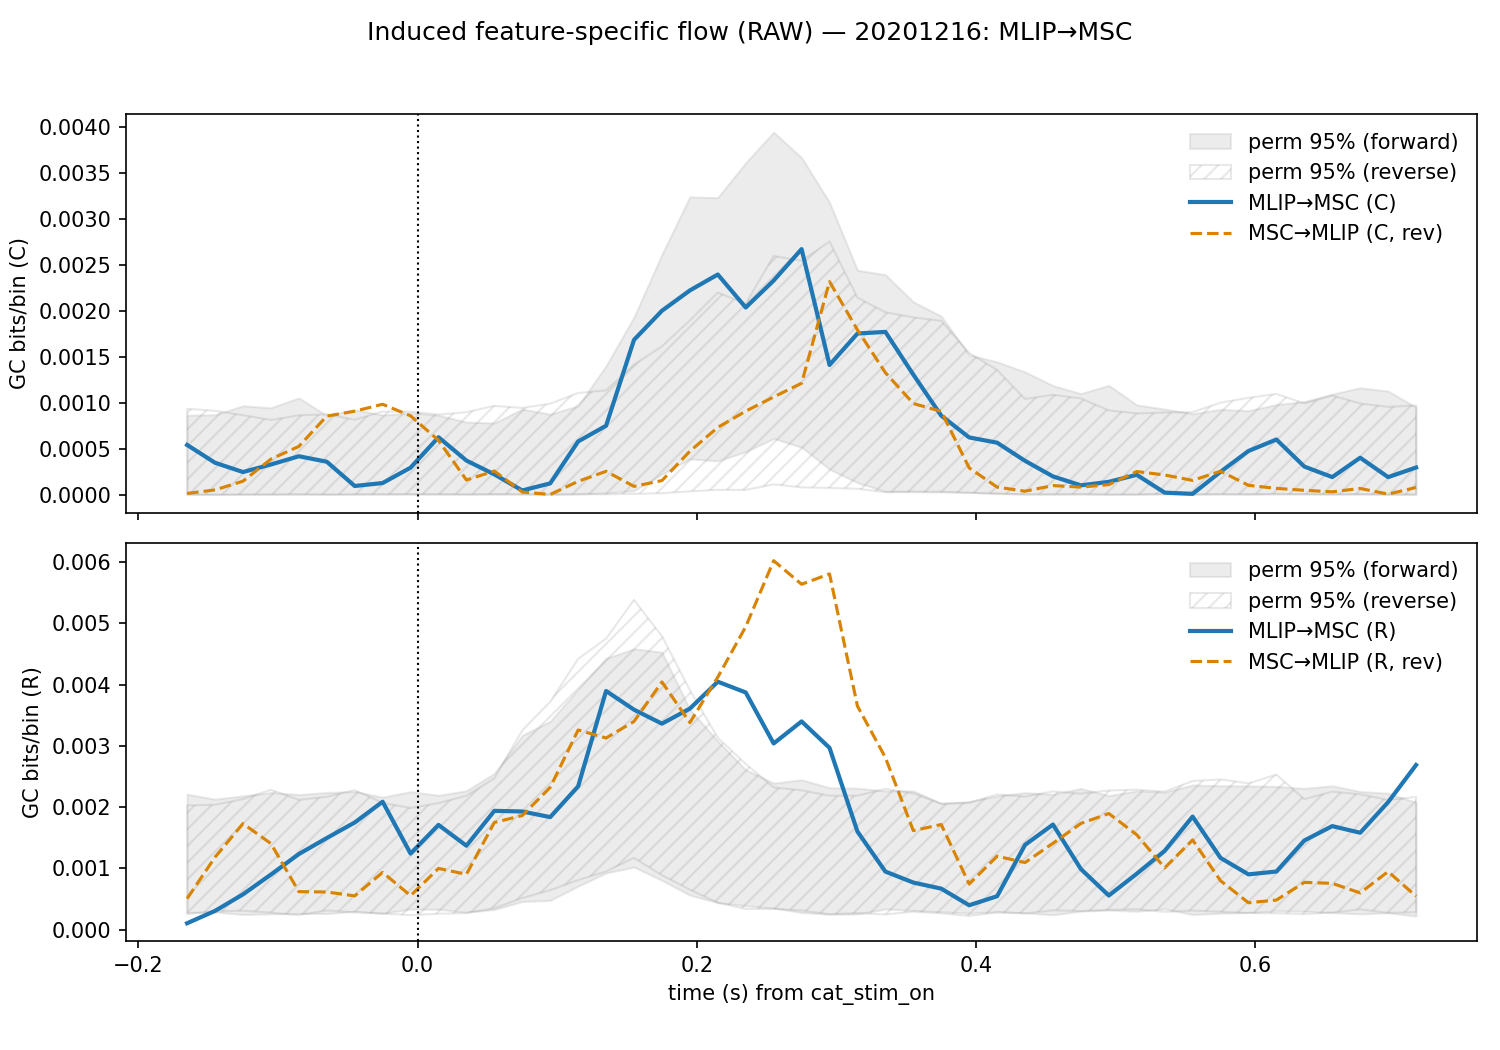 Induced feature-specific flow (RAW) — 20201216: MLIP→MSC
GC bits/bin (C)
0.0040
0.0035
0.0030
0.0025
0.0020
0.0015
0.0010
0.0005
0.0000
perm 95% (forward)
perm 95% (reverse)
MLIP→MSC (C)
MSC→MLIP (C, rev)
GC bits/bin (R)
0.006
0.005
0.004
0.003
0.002
0.001
0.000
perm 95% (forward)
perm 95% (reverse)
MLIP→MSC (R)
MSC→MLIP (R, rev)
−0.2
0.0
0.2
0.4
0.6
time (s) from cat_stim_on